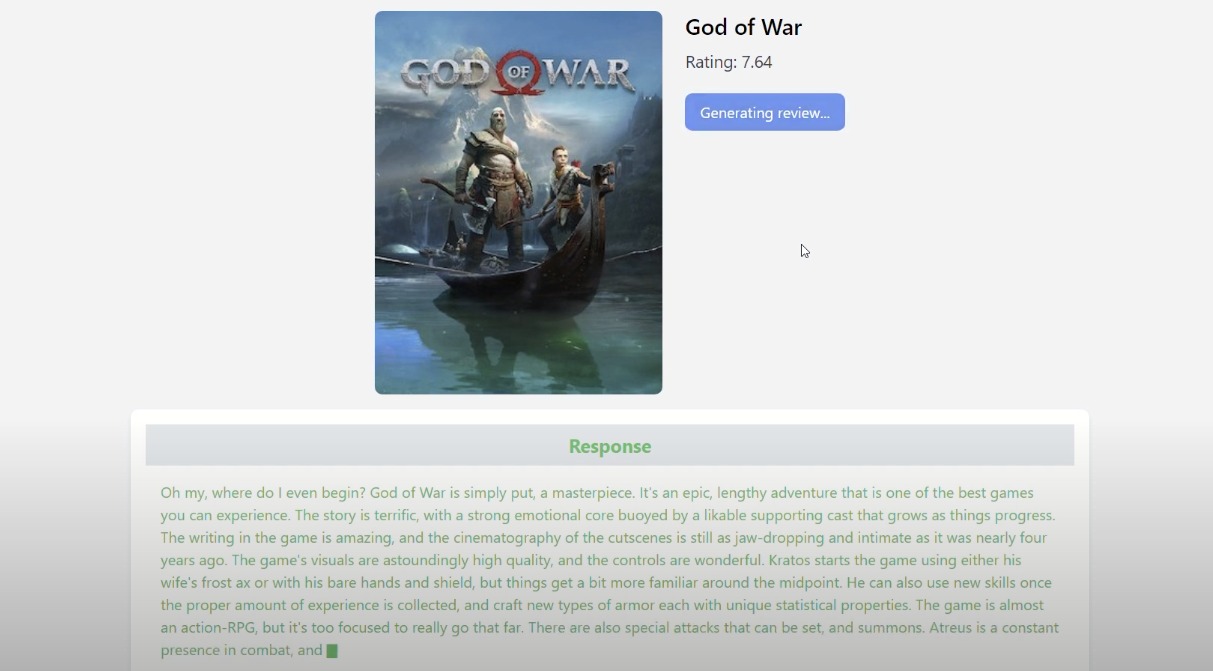 GOD OF WAR
God of War
Rating: 7.64
Generating review...
Response
Oh my, where do I even begin? God of War is simply put, a masterpiece. It's an epic, lengthy adventure that is one of the best games
you can experience. The story is terrific, with a strong emotional core buoyed by a likable supporting cast that grows as things progress.
The writing in the game is amazing, and the cinematography of the cutscenes is still as jaw-dropping and intimate as it was nearly four
years ago. The game's visuals are astoundingly high quality, and the controls are wonderful. Kratos starts the game using either his
wife's frost ax or with his bare hands and shield, but things get a bit more familiar around the midpoint. He can also use new skills once
the proper amount of experience is collected, and craft new types of armor each with unique statistical properties. The game is almost
an action-RPG, but it's too focused to really go that far. There are also special attacks that can be set, and summons. Atreus is a constant
presence in combat, and